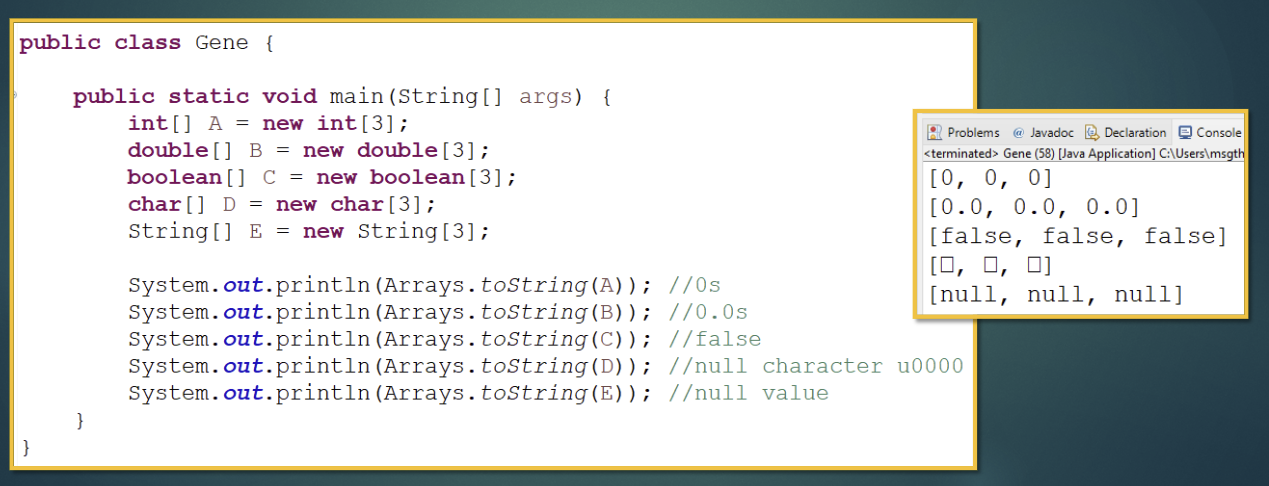 public class Gene {
public static void main(String[] args) {
int[] A = new int[3];
double[] B = new double[3];
boolean[] C = new boolean[3];
char[] D = new char[3];
String[] E = new String[3];
System.out.println(Arrays.toString(A)); //0s
System.out.println(Arrays.toString(B)); //0.0s
System.out.println(Arrays.toString(C)); //false
System.out.println(Arrays.toString(D)); //null character u0000
System.out.println(Arrays.toString(E)); //null value
}
}
Problems @ Javadoc Declaration Console
<terminated> Gene (58) [Java Application] C:\Users\msgth
[0, 0, 0]
[0.0, 0.0, 0.0]
[false, false, false]
[□, □, □]
[null, null, null]